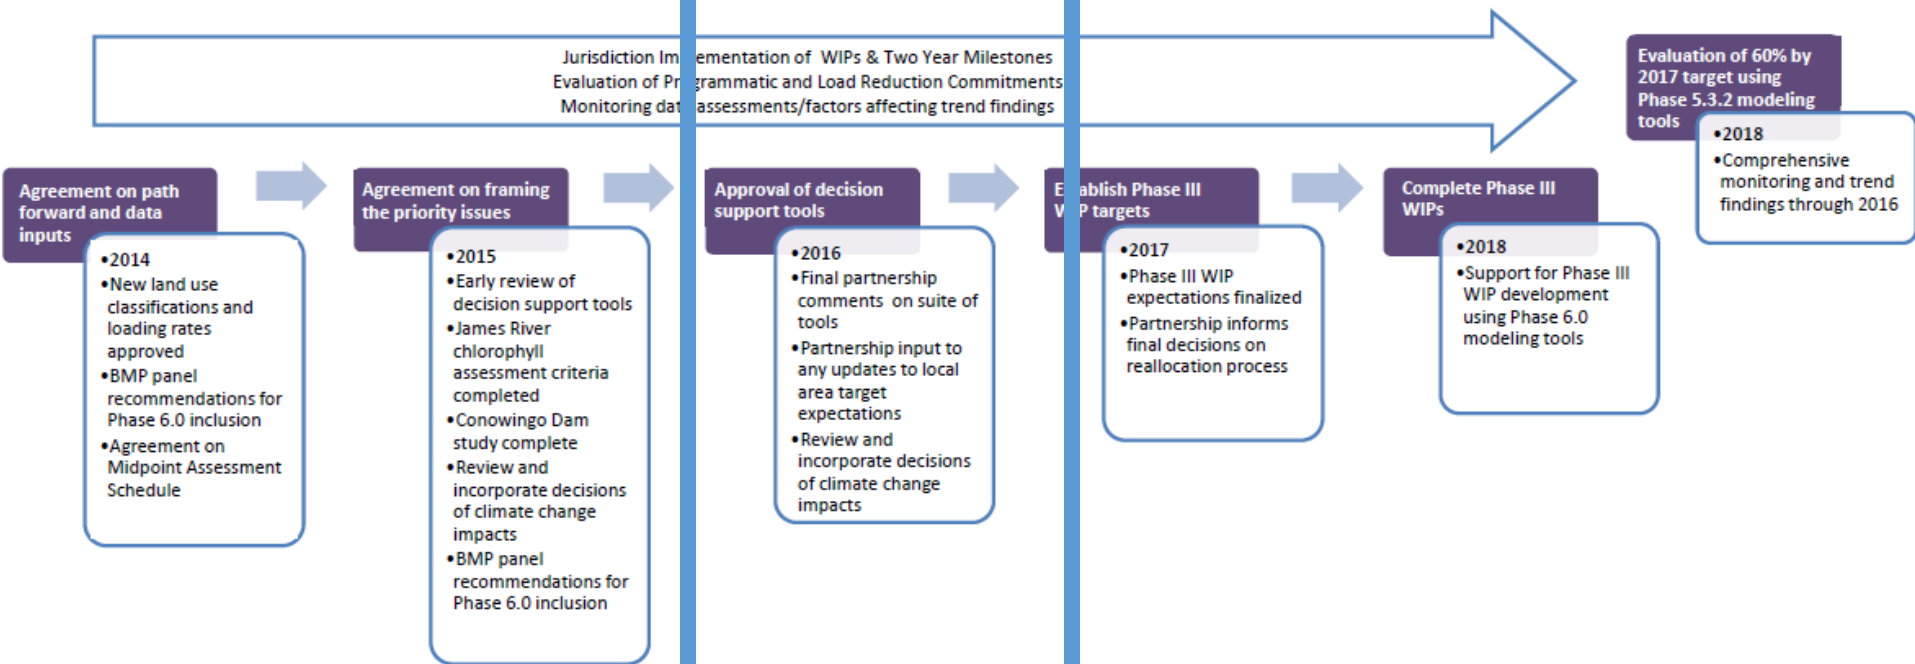 Jurisdiction Implementation of WIPs & Two Year Milestones
Evaluation of Programmatic and Load Reduction Commitments
Monitoring data assessments/factors affecting trend findings
Agreement on path
forward and data
inputs
•2014
•New land use
classifications and
loading rates
approved
•BMP panel
recommendations for
Phase 6.0 inclusion
•Agreement on
Midpoint Assessment
Schedule
Agreement on framing
the priority issues
•2015
•Early review of
decision support tools
•James River
chlorophyll
assessment criteria
completed
•Conowingo Dam
study complete
•Review and
incorporate decisions
of climate change
impacts
•BMP panel
recommendations for
Phase 6.0 inclusion
Approval of decision
support tools
•2016
•Final partnership
comments on suite of
tools
•Partnership input to
any updates to local
area target
expectations
•Review and
incorporate decisions
of climate change
impacts
Establish Phase III
WIP targets
•2017
•Phase III WIP
expectations finalized
•Partnership informs
final decisions on
reallocation process
Complete Phase III
WIPs
•2018
•Support for Phase III
WIP development
using Phase 6.0
modeling tools
Evaluation of 60% by
2017 target using
Phase 5.3.2 modeling
tools
•2018
•Comprehensive
monitoring and trend
findings through 2016